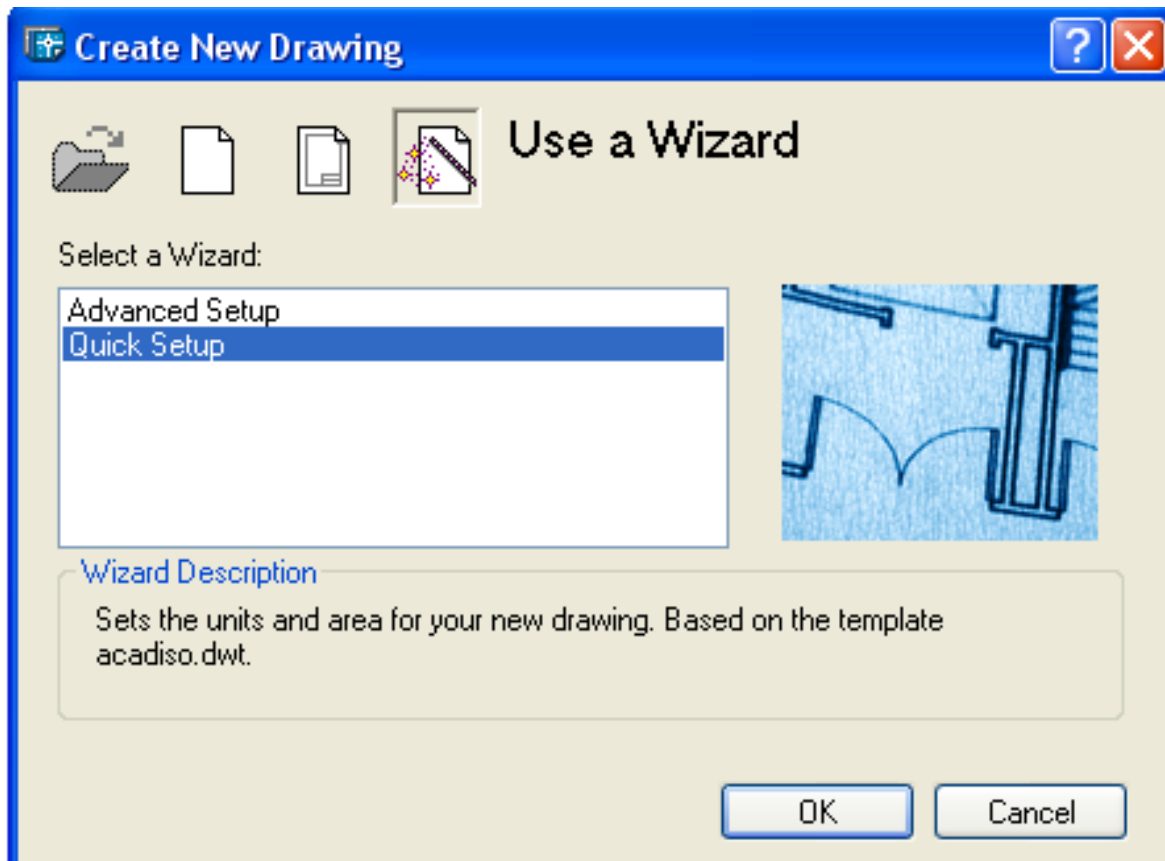 Create New Drawing
Use a Wizard
Select a Wizard:
Advanced Setup
Quick Setup
Wizard Description
Sets the units and area for your new drawing. Based on the template
acadiso.dwt.
OK
Cancel